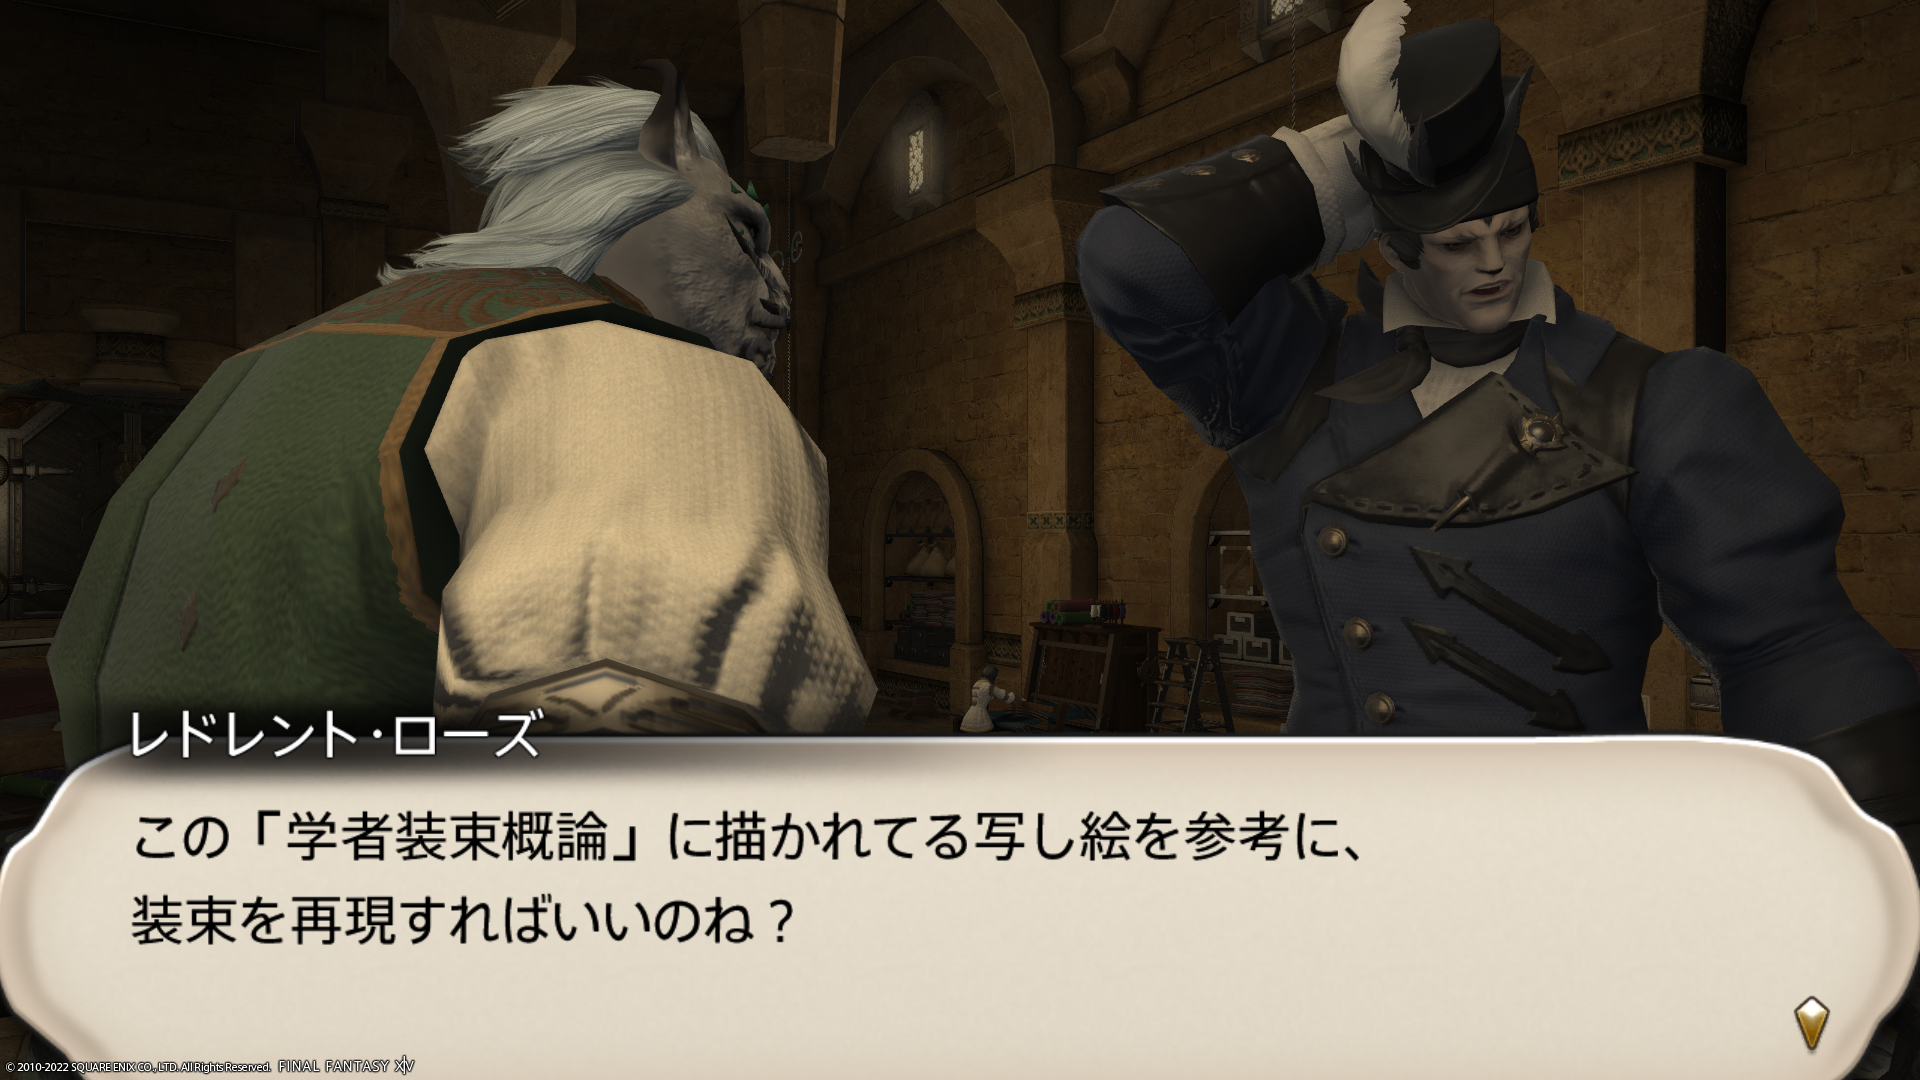 レドレント・ローズ
この「学者装束概論」に描かれてる写し絵を参考に、
装束を再現すればいいのね？
© 2010-2022 SQUARE ENIX CO., LTD. All Rights Reserved. FINAL FANTASY XIV